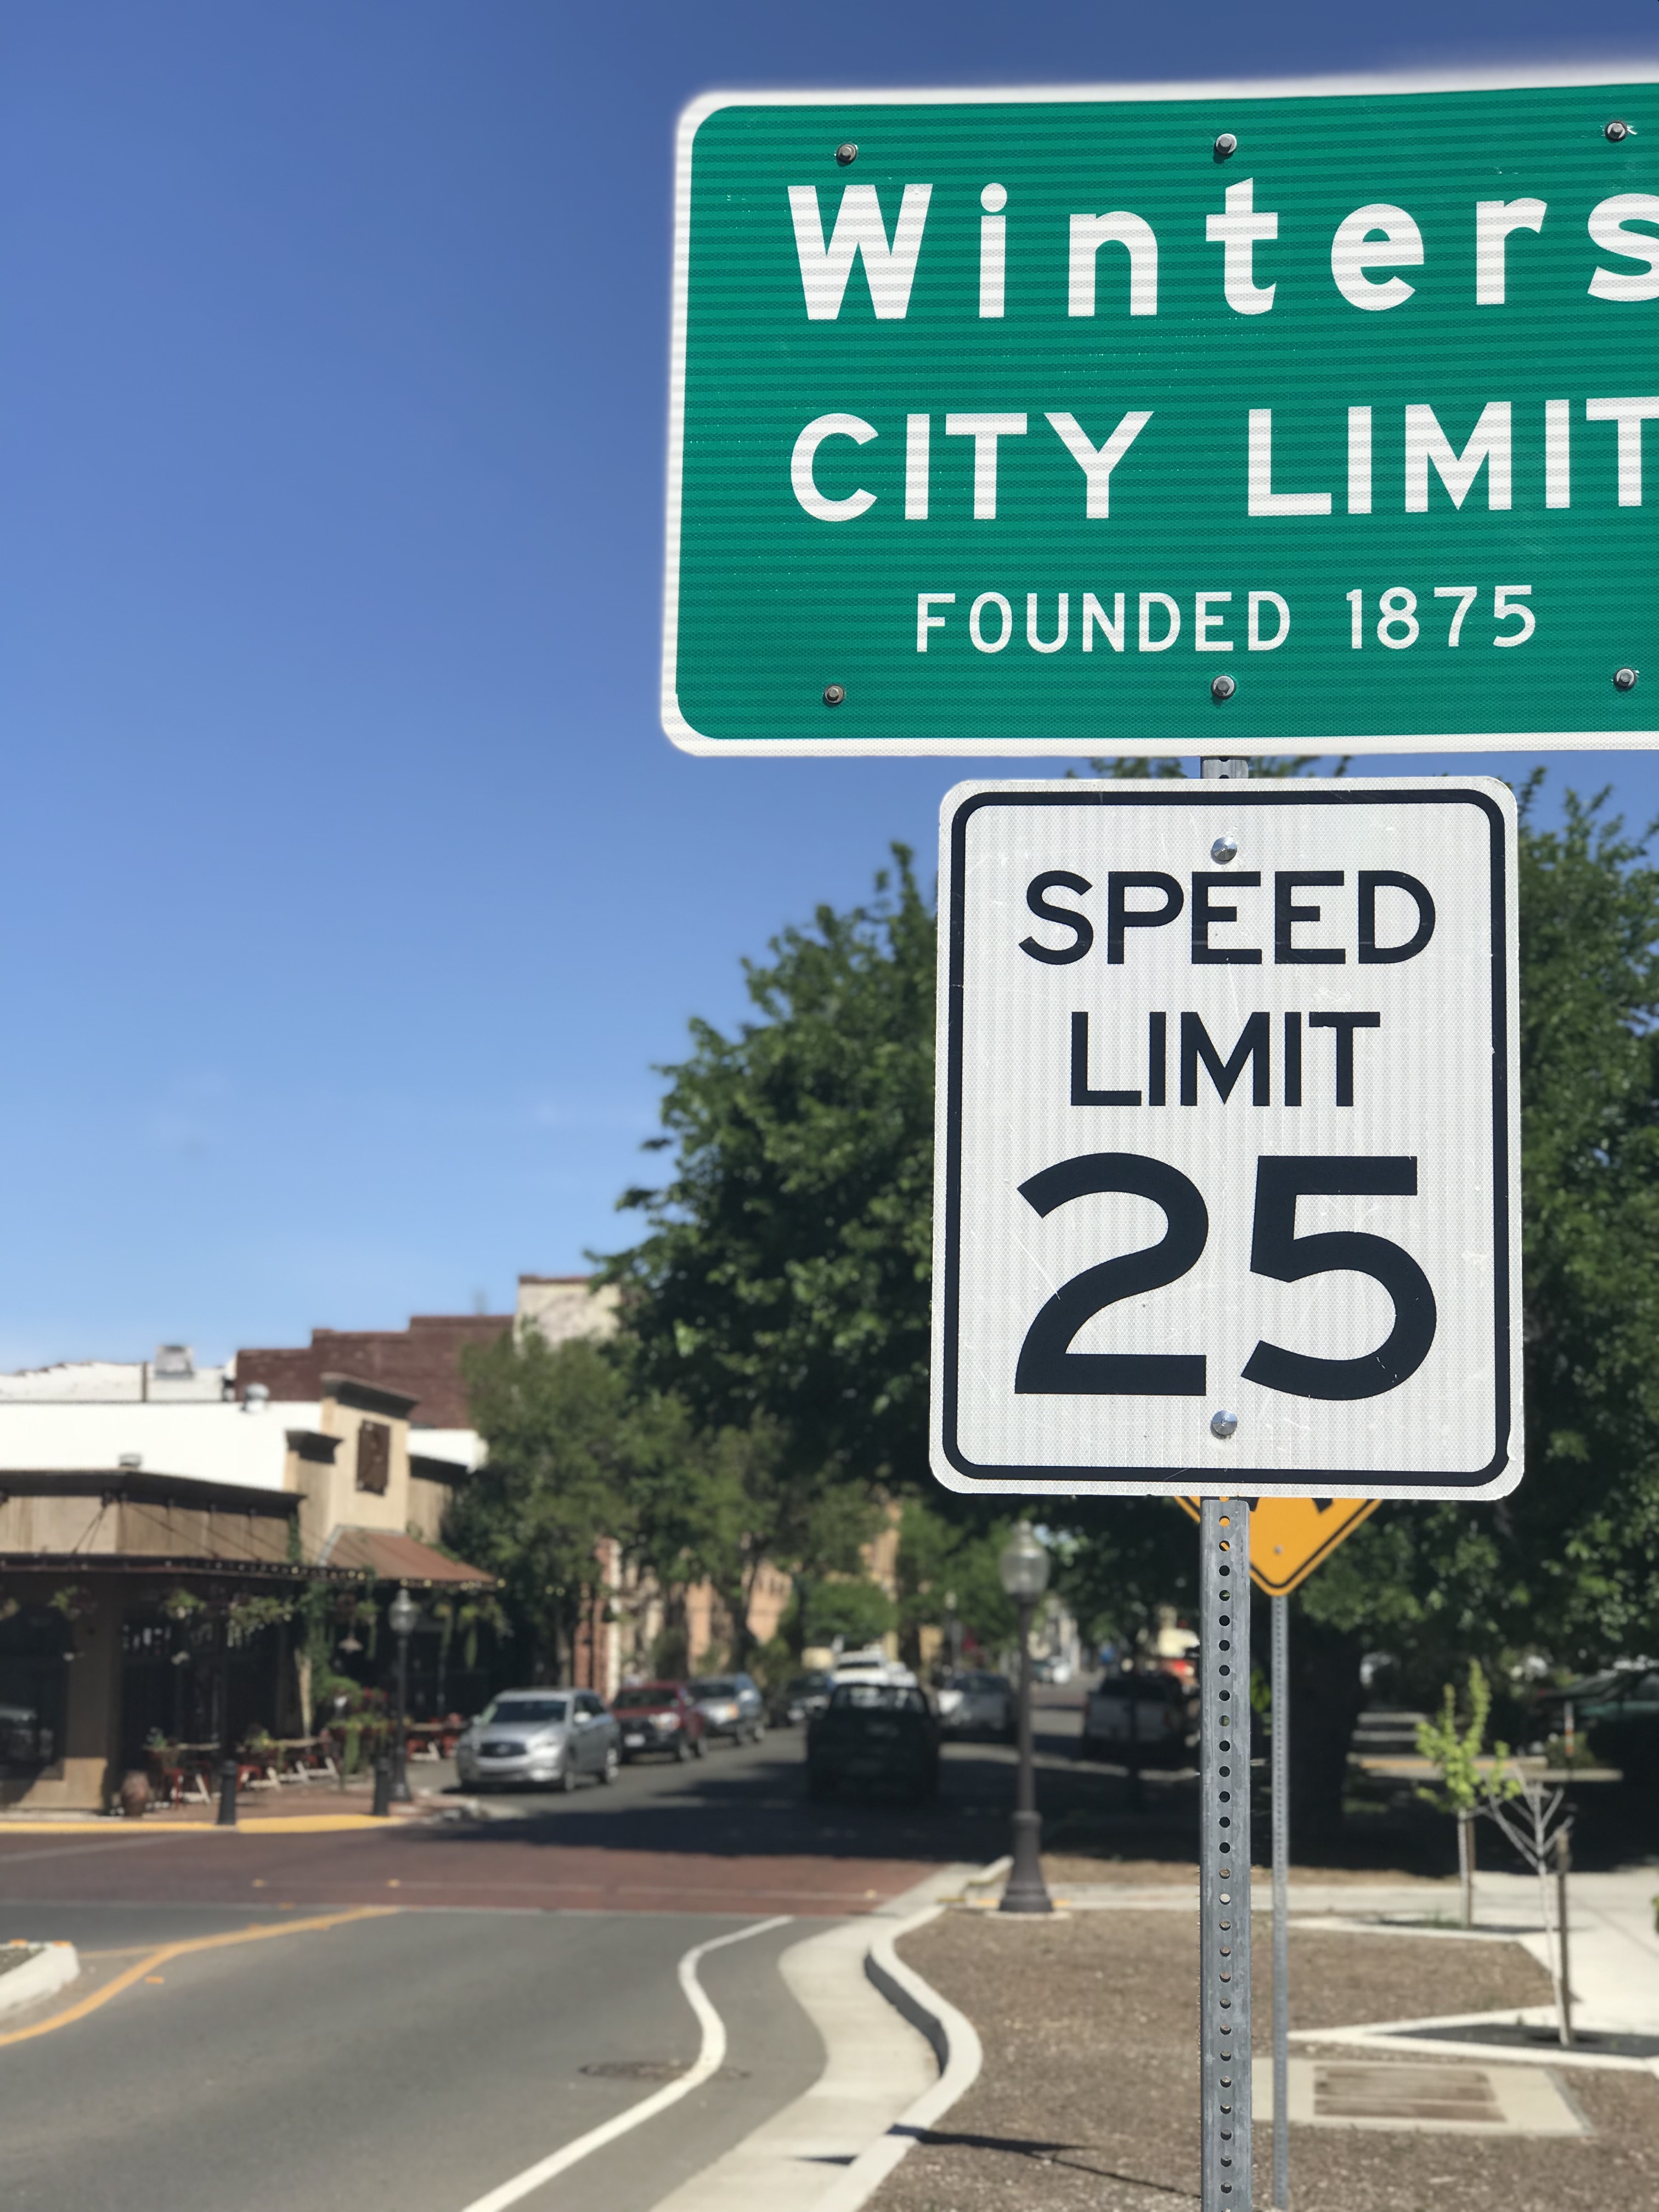 Winters
CITY LIMIT
FOUNDED 1875
SPEED
LIMIT
25